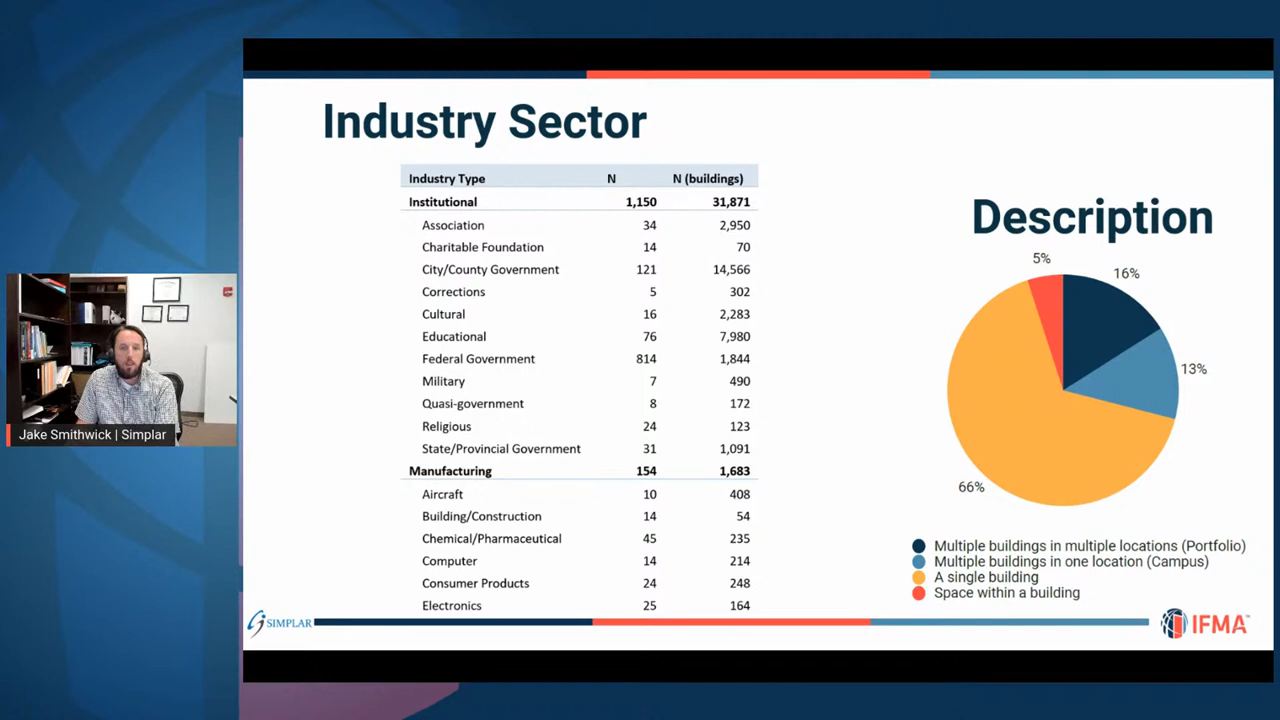 Industry Sector
Industry Type N N (buildings)
Institutional 1,150 31,871
Association 34 2,950
Charitable Foundation 14 70
City/County Government 121 14,566
Corrections 5 302
Cultural 16 2,283
Educational 76 7,980
Federal Government 814 1,844
Military 7 490
Quasi-government 8 172
Religious 24 123
State/Provincial Government 31 1,091
Manufacturing 154 1,683
Aircraft 10 408
Building/Construction 14 54
Chemical/Pharmaceutical 45 235
Computer 14 214
Consumer Products 24 248
Electronics 25 164
Description
5%
16%
13%
66%
Multiple buildings in multiple locations (Portfolio)
Multiple buildings in one location (Campus)
A single building
Space within a building
Jake Smithwick | Simplar
SIMPLAR
IFMA™